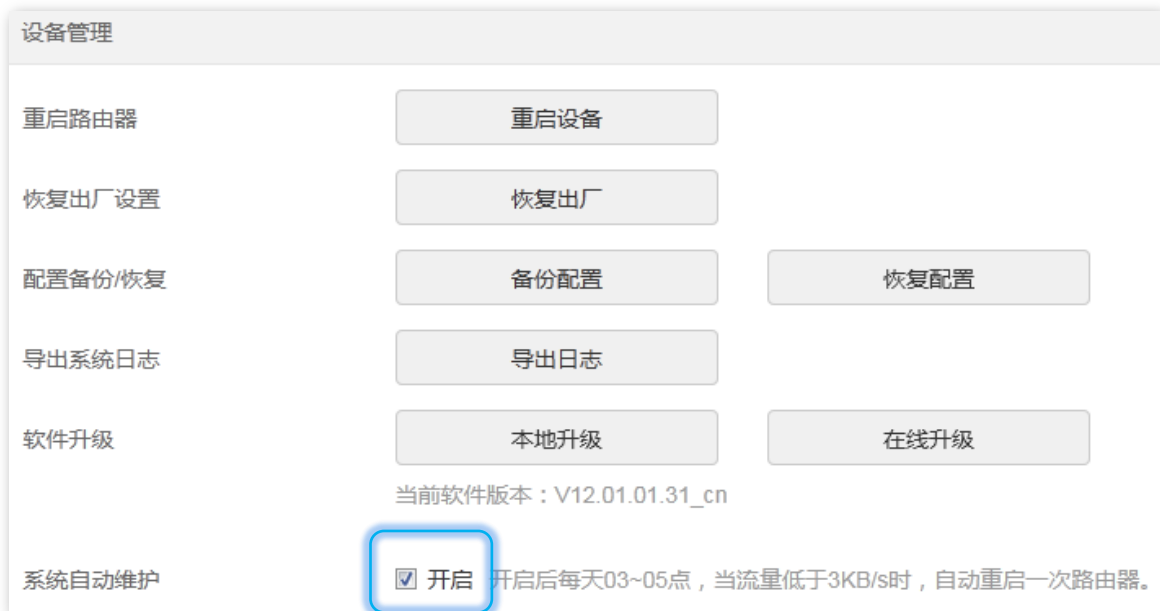 设备管理
重启路由器 重启设备
恢复出厂设置 恢复出厂
配置备份/恢复 备份配置 恢复配置
导出系统日志 导出日志
软件升级 本地升级 在线升级
当前软件版本：V12.01.01.31_cn
系统自动维护 开启 开启后每天03~05点，当流量低于3KB/s时，自动重启一次路由器。